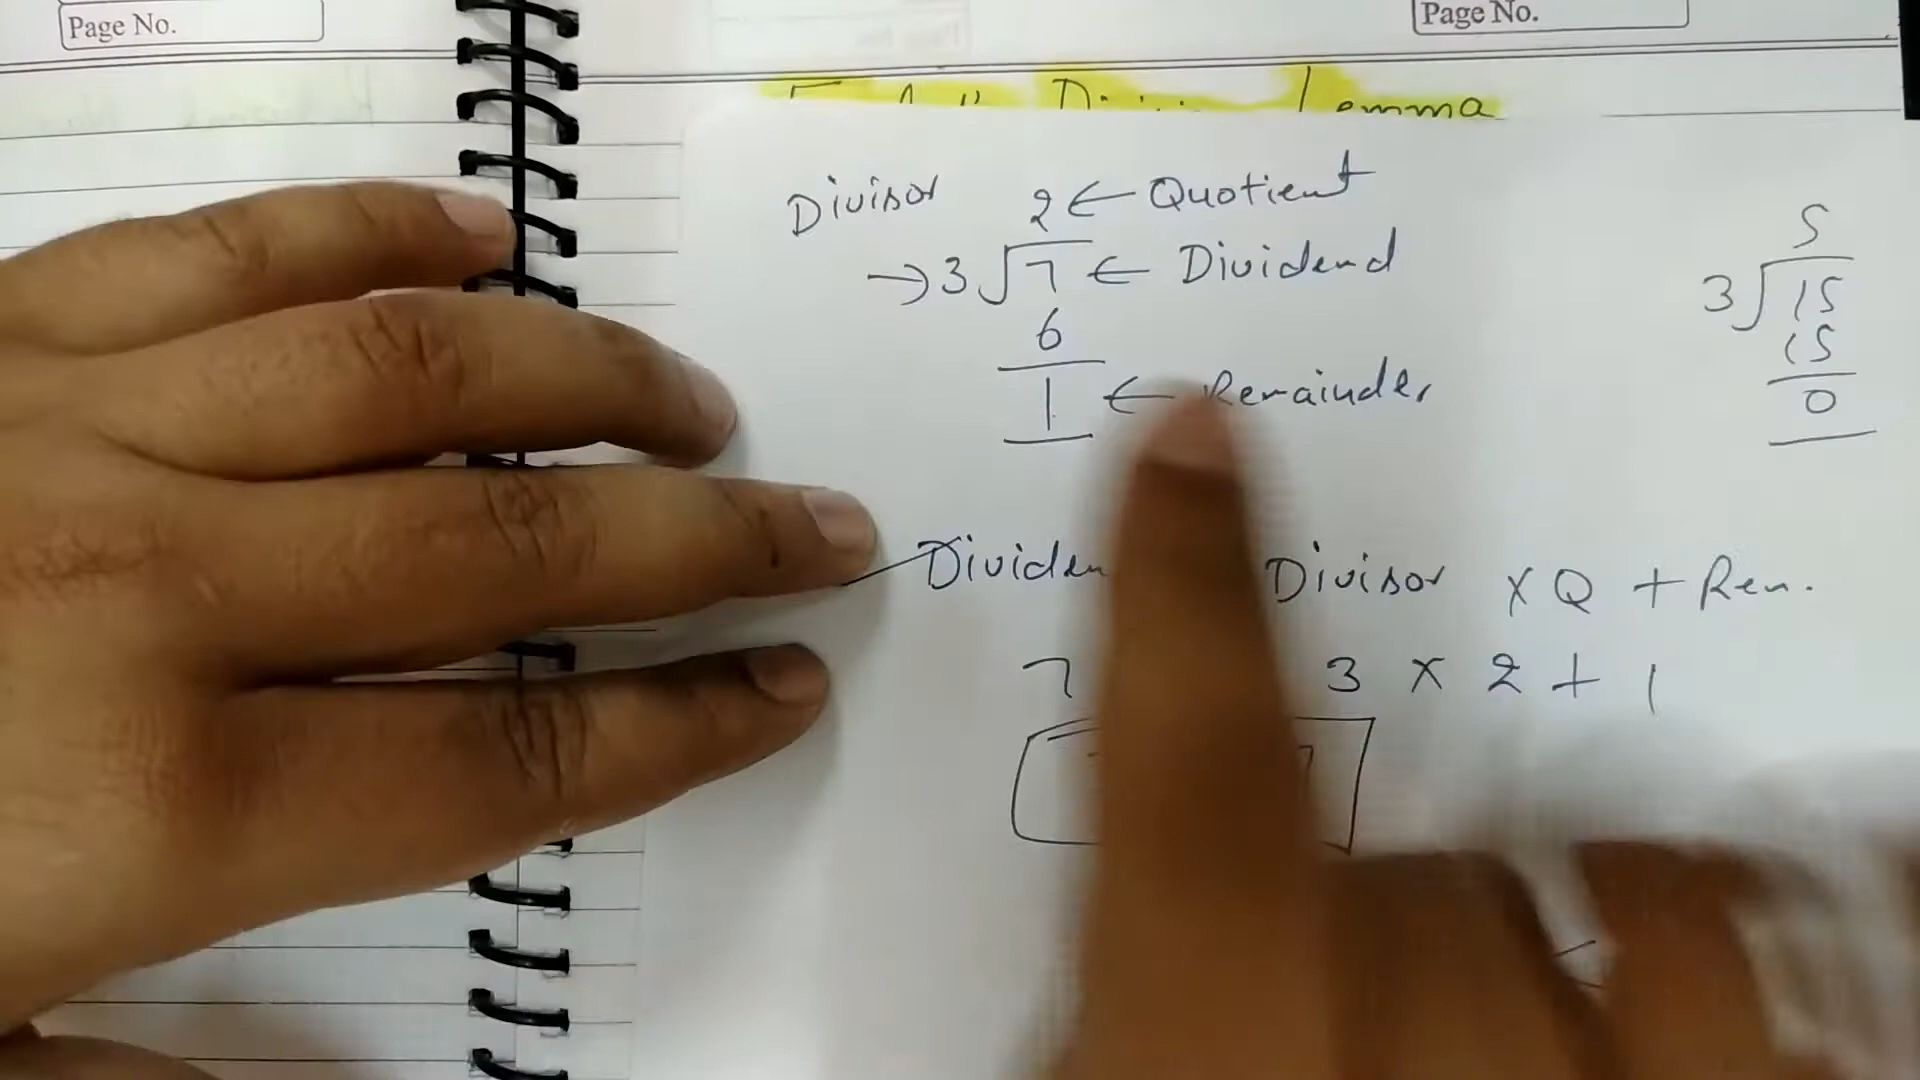 Page No.
Page No.
Lemma
Divisor 2 ← Quotient
→ 3 √7 ← Dividend
6
1 ← Remainder
5
3 √15
15
0
Divisor × Q + Rem.
7 3 × 2 + 1